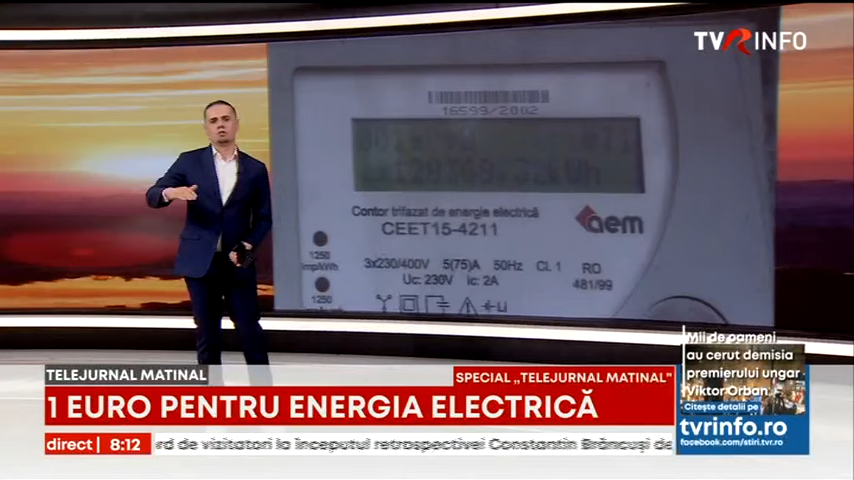 TVR INFO
16599/2002
Contor trifazat de energie electrică
CEET15-4211
aem
1250
imp/kWh
3x230/400V 5(75)A 50Hz Cl. 1 RO
Uc: 230V Ic: 2A 481/99
1250
Mii de oameni
au cerut demisia
premierului ungar
Viktor Orban
Citește detalii pe
tvrinfo.ro
facebook.com/stiri.tvr.ro
TELEJURNAL MATINAL
SPECIAL „TELEJURNAL MATINAL”
1 EURO PENTRU ENERGIA ELECTRICĂ
direct | 8:12
rd de vizitatori la începutul retrospectivei Constantin Brâncuși de